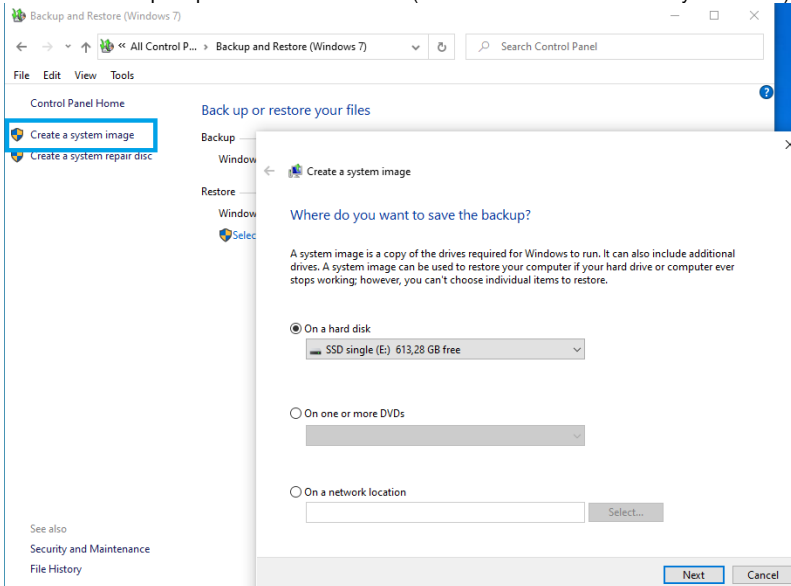 Backup and Restore (Windows 7)
« All Control P... › Backup and Restore (Windows 7)
Search Control Panel
File Edit View Tools
Control Panel Home
Back up or restore your files
Create a system image
Backup
Create a system repair disc
Window
Create a system image
Restore
Window
Where do you want to save the backup?
Selec
A system image is a copy of the drives required for Windows to run. It can also include additional
drives. A system image can be used to restore your computer if your hard drive or computer ever
stops working; however, you can't choose individual items to restore.
On a hard disk
SSD single (E:) 613,28 GB free
On one or more DVDs
On a network location
Select...
See also
Security and Maintenance
File History
Next Cancel